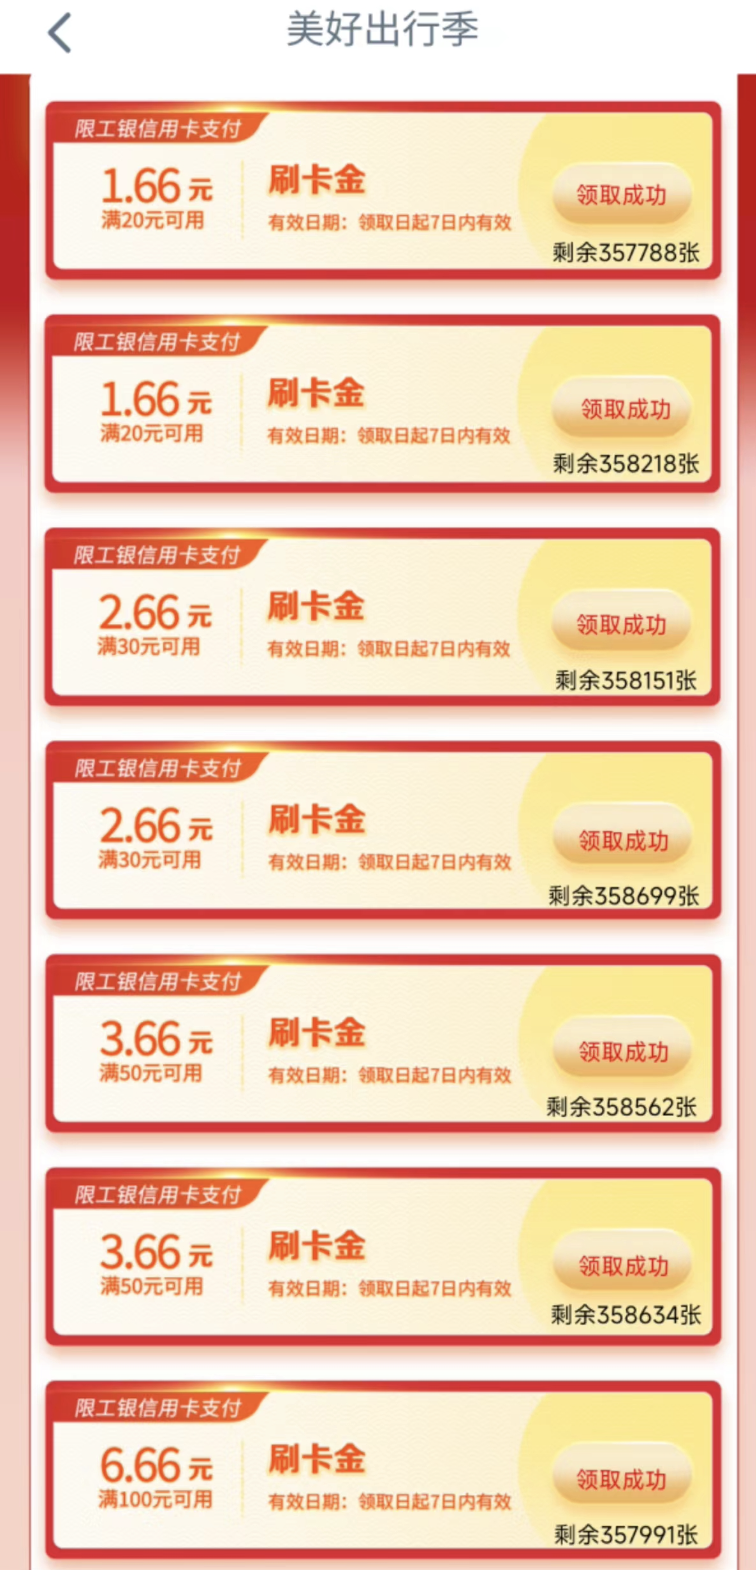 美好出行季
限工银信用卡支付
1.66元 刷卡金 领取成功
满20元可用 有效日期：领取日起7日内有效
剩余357788张
限工银信用卡支付
1.66元 刷卡金 领取成功
满20元可用 有效日期：领取日起7日内有效
剩余358218张
限工银信用卡支付
2.66元 刷卡金 领取成功
满30元可用 有效日期：领取日起7日内有效
剩余358151张
限工银信用卡支付
2.66元 刷卡金 领取成功
满30元可用 有效日期：领取日起7日内有效
剩余358699张
限工银信用卡支付
3.66元 刷卡金 领取成功
满50元可用 有效日期：领取日起7日内有效
剩余358562张
限工银信用卡支付
3.66元 刷卡金 领取成功
满50元可用 有效日期：领取日起7日内有效
剩余358634张
限工银信用卡支付
6.66元 刷卡金 领取成功
满100元可用 有效日期：领取日起7日内有效
剩余357991张